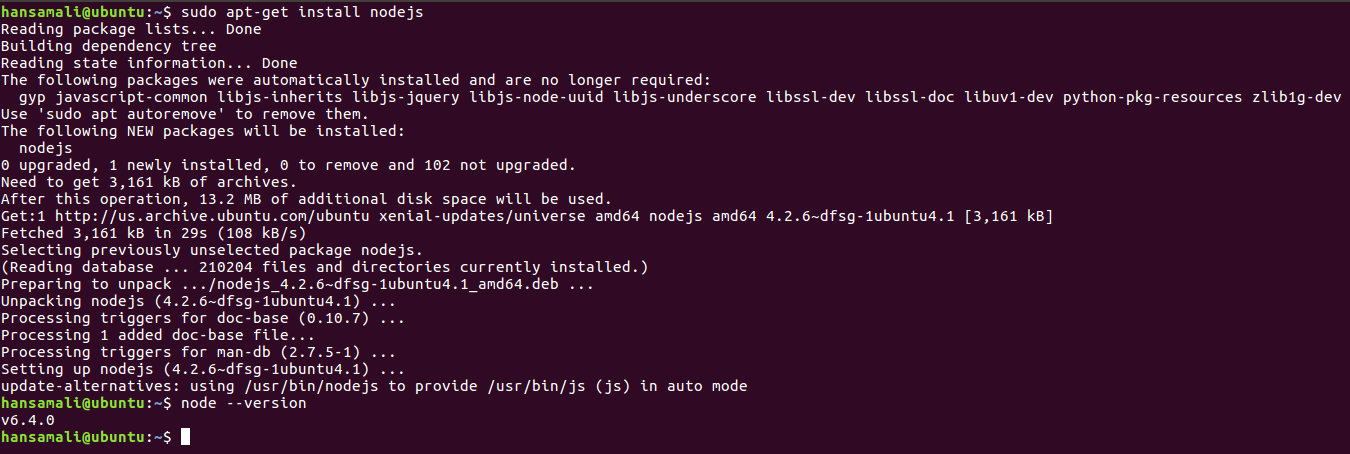 hansamali@ubuntu:~$ sudo apt-get install nodejs
Reading package lists... Done
Building dependency tree
Reading state information... Done
The following packages were automatically installed and are no longer required:
  gyp javascript-common libjs-inherits libjs-jquery libjs-node-uuid libjs-underscore libssl-dev libssl-doc libuv1-dev python-pkg-resources zlib1g-dev
Use 'sudo apt autoremove' to remove them.
The following NEW packages will be installed:
  nodejs
0 upgraded, 1 newly installed, 0 to remove and 102 not upgraded.
Need to get 3,161 kB of archives.
After this operation, 13.2 MB of additional disk space will be used.
Get:1 http://us.archive.ubuntu.com/ubuntu xenial-updates/universe amd64 nodejs amd64 4.2.6~dfsg-1ubuntu4.1 [3,161 kB]
Fetched 3,161 kB in 29s (108 kB/s)
Selecting previously unselected package nodejs.
(Reading database ... 210204 files and directories currently installed.)
Preparing to unpack .../nodejs_4.2.6~dfsg-1ubuntu4.1_amd64.deb ...
Unpacking nodejs (4.2.6~dfsg-1ubuntu4.1) ...
Processing triggers for doc-base (0.10.7) ...
Processing 1 added doc-base file...
Processing triggers for man-db (2.7.5-1) ...
Setting up nodejs (4.2.6~dfsg-1ubuntu4.1) ...
update-alternatives: using /usr/bin/nodejs to provide /usr/bin/js (js) in auto mode
hansamali@ubuntu:~$ node --version
v6.4.0
hansamali@ubuntu:~$